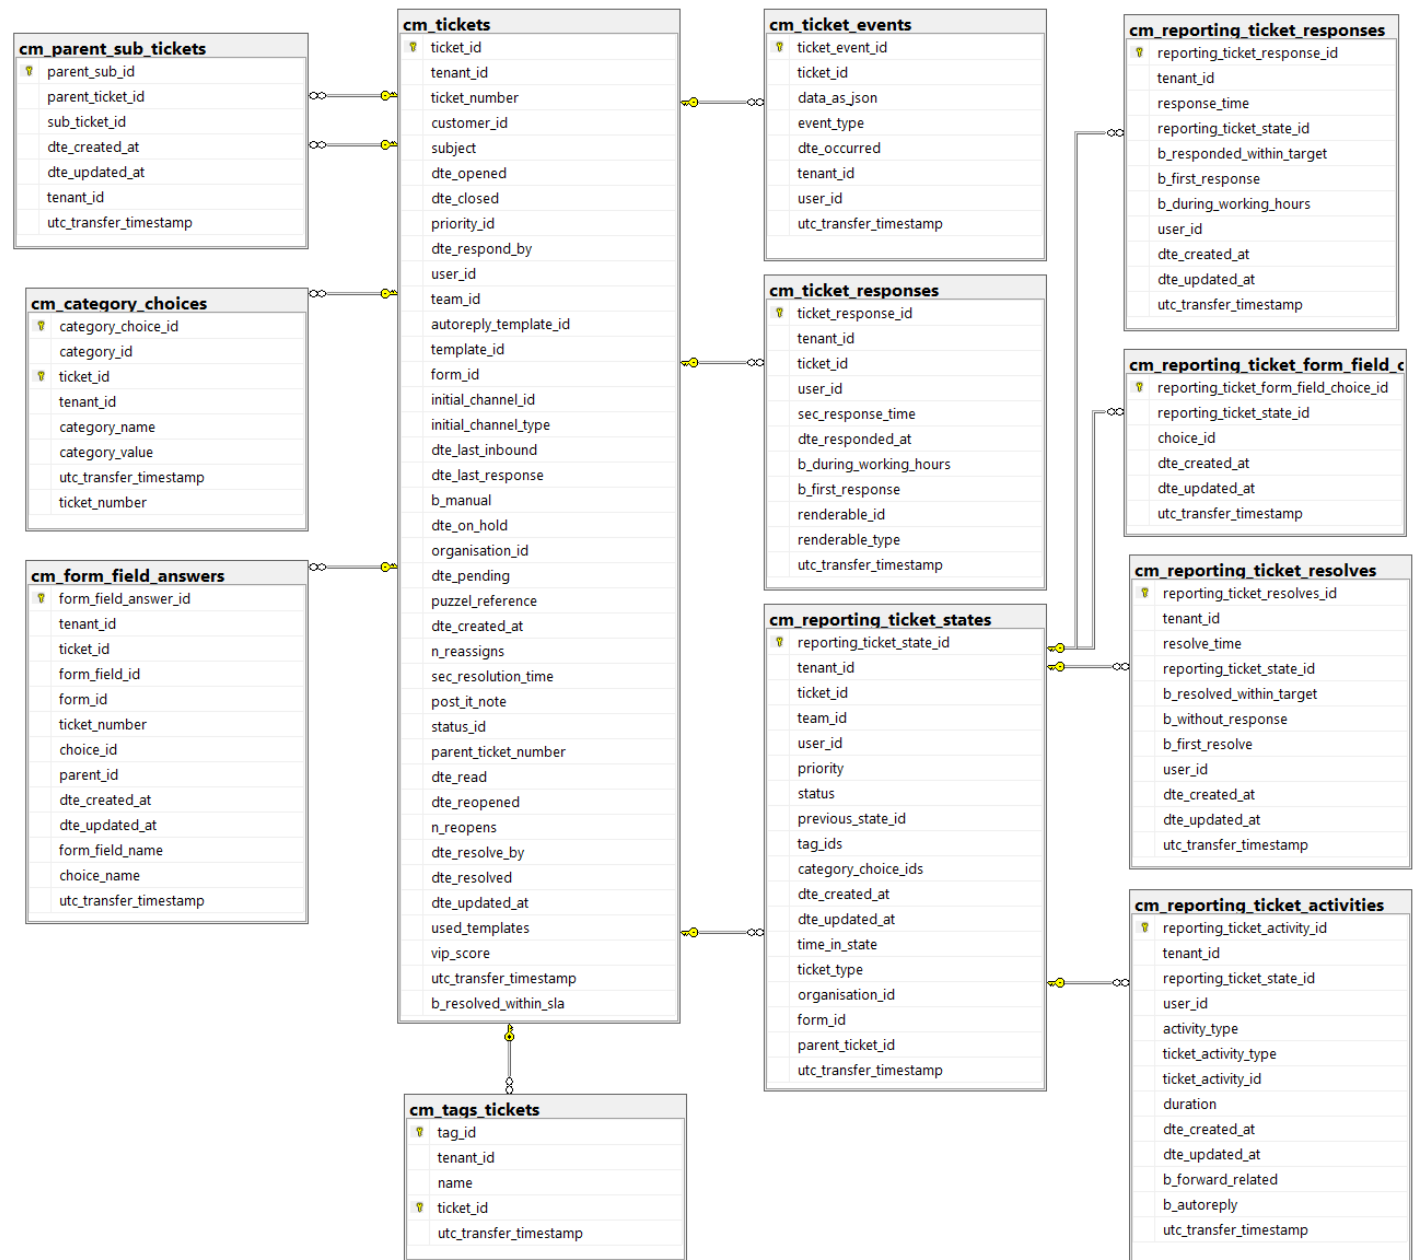 cm_parent_sub_tickets
parent_sub_id
parent_ticket_id
sub_ticket_id
dte_created_at
dte_updated_at
tenant_id
utc_transfer_timestamp
cm_category_choices
category_choice_id
category_id
ticket_id
tenant_id
category_name
category_value
utc_transfer_timestamp
ticket_number
cm_form_field_answers
form_field_answer_id
tenant_id
ticket_id
form_field_id
form_id
ticket_number
choice_id
parent_id
dte_created_at
dte_updated_at
form_field_name
choice_name
utc_transfer_timestamp
cm_tickets
ticket_id
tenant_id
ticket_number
customer_id
subject
dte_opened
dte_closed
priority_id
dte_respond_by
user_id
team_id
autoreply_template_id
template_id
form_id
initial_channel_id
initial_channel_type
dte_last_inbound
dte_last_response
b_manual
dte_on_hold
organisation_id
dte_pending
puzzel_reference
dte_created_at
n_reassigns
sec_resolution_time
post_it_note
status_id
parent_ticket_number
dte_read
dte_reopened
n_reopens
dte_resolve_by
dte_resolved
dte_updated_at
used_templates
vip_score
utc_transfer_timestamp
b_resolved_within_sla
cm_tags_tickets
tag_id
tenant_id
name
ticket_id
utc_transfer_timestamp
cm_ticket_events
ticket_event_id
ticket_id
data_as_json
event_type
dte_occurred
tenant_id
user_id
utc_transfer_timestamp
cm_ticket_responses
ticket_response_id
tenant_id
ticket_id
user_id
sec_response_time
dte_responded_at
b_during_working_hours
b_first_response
renderable_id
renderable_type
utc_transfer_timestamp
cm_reporting_ticket_states
reporting_ticket_state_id
tenant_id
ticket_id
team_id
user_id
priority
status
previous_state_id
tag_ids
category_choice_ids
dte_created_at
dte_updated_at
time_in_state
ticket_type
organisation_id
form_id
parent_ticket_id
utc_transfer_timestamp
cm_reporting_ticket_responses
reporting_ticket_response_id
tenant_id
response_time
reporting_ticket_state_id
b_responded_within_target
b_first_response
b_during_working_hours
user_id
dte_created_at
dte_updated_at
utc_transfer_timestamp
cm_reporting_ticket_form_field_c
reporting_ticket_form_field_choice_id
reporting_ticket_state_id
choice_id
dte_created_at
dte_updated_at
utc_transfer_timestamp
cm_reporting_ticket_resolves
reporting_ticket_resolves_id
tenant_id
resolve_time
reporting_ticket_state_id
b_resolved_within_target
b_without_response
b_first_resolve
user_id
dte_created_at
dte_updated_at
utc_transfer_timestamp
cm_reporting_ticket_activities
reporting_ticket_activity_id
tenant_id
reporting_ticket_state_id
user_id
activity_type
ticket_activity_type
ticket_activity_id
duration
dte_created_at
dte_updated_at
b_forward_related
b_autoreply
utc_transfer_timestamp